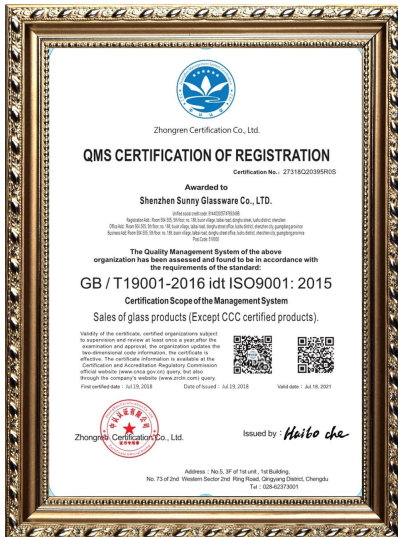 Zhongren Certification Co., Ltd.
QMS CERTIFICATION OF REGISTRATION
Certification No.: 27318Q20395R0S
Awarded to
Shenzhen Sunny Glassware Co., LTD.
Unified social credit code:
Post Code: 518000
The Quality Management System of the above
organization has been assessed and found to be in accordance with
the requirements of the standard:
GB / T19001-2016 idt ISO9001: 2015
Certification Scope of the Management System
Sales of glass products (Except CCC certified products).
Validity of the certificate, certified organizations subject
to supervision and review at least once a year,after the
examination and approval, the organization updates the
two-dimensional code information, the certificate is
effective. The certificate information is available at the
Certification and Accreditation Regulatory Commission
official website (www.cnca.gov.cn) query, but also
through the company's website (www.zrclrk.com) query.
First certified date : Jul.19, 2018 Date of Issued : Jul.19, 2018 Valid date : Jul 18, 2021
Zhongren Certification Co., Ltd.
Issued by : Haibo che
Address : No.5, 3F of 1st unit , 1st Building,
No. 73 of 2nd Western Sector 2nd Ring Road, Qingyang District, Chengdu
Tel : 028-62373001